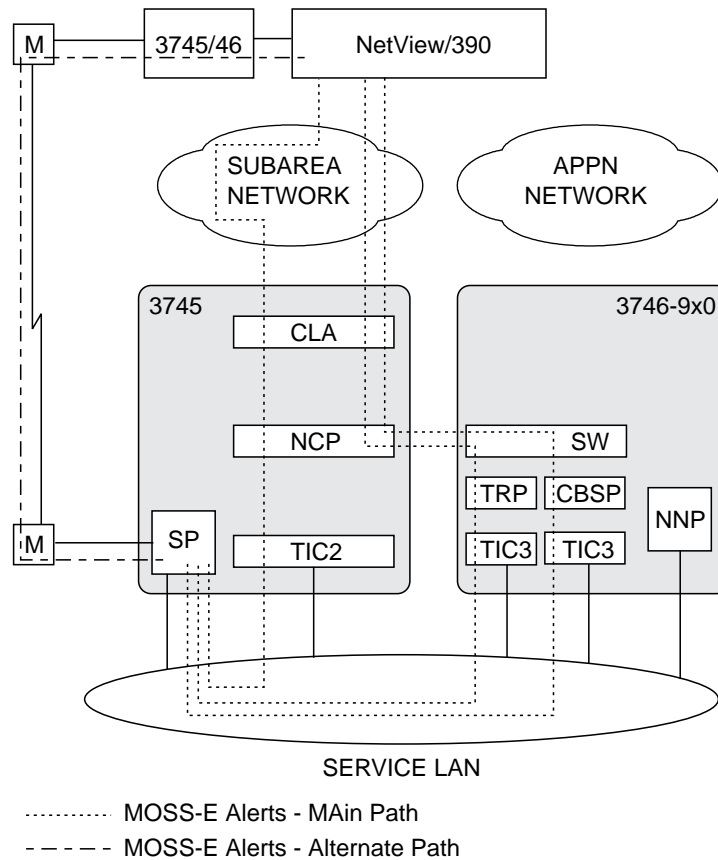 M
3745/46
NetView/390
SUBAREA
NETWORK
APPN
NETWORK
3745
3746-9x0
CLA
NCP
SW
TRP
CBSP
NNP
M
SP
TIC2
TIC3
TIC3
SERVICE LAN
MOSS-E Alerts - MAin Path
MOSS-E Alerts - Alternate Path